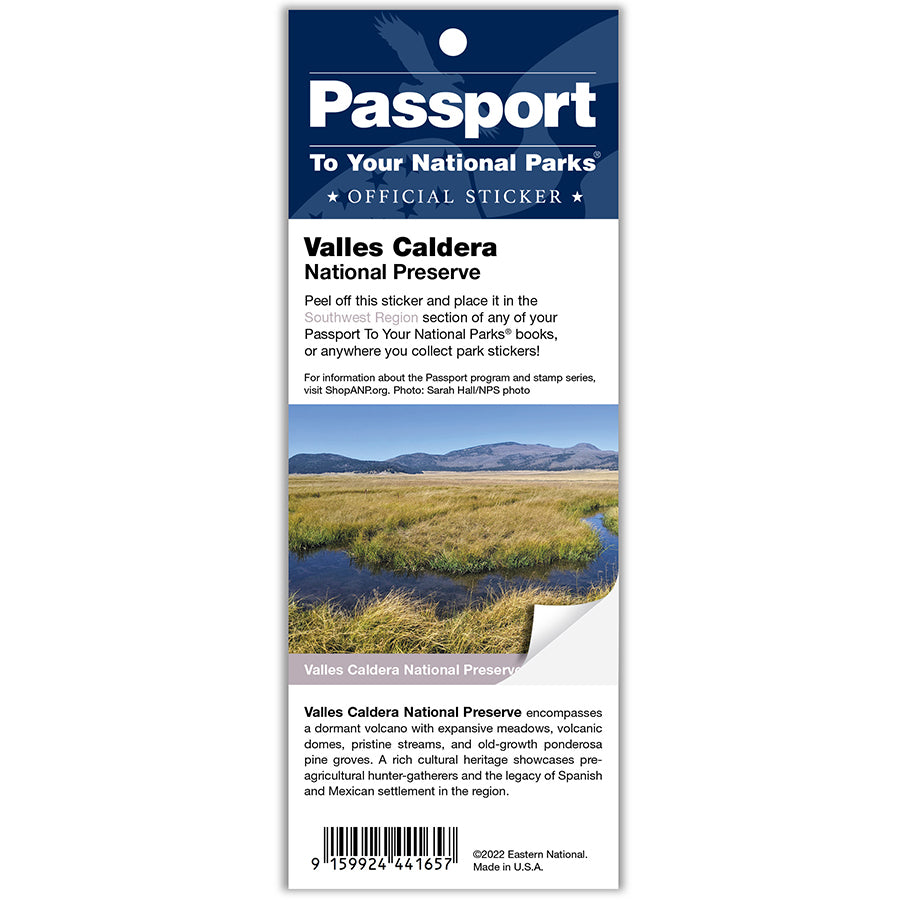 Passport
To Your National Parks®
★ OFFICIAL STICKER ★
Valles Caldera
National Preserve
Peel off this sticker and place it in the
Southwest Region section of any of your
Passport To Your National Parks® books,
or anywhere you collect park stickers!
For information about the Passport program and stamp series,
visit ShopANP.org. Photo: Sarah Hall/NPS photo
Valles Caldera National Preserve
Valles Caldera National Preserve encompasses
a dormant volcano with expansive meadows, volcanic
domes, pristine streams, and old-growth ponderosa
pine groves. A rich cultural heritage showcases pre-
agricultural hunter-gatherers and the legacy of Spanish
and Mexican settlement in the region.
9 159924 441657
©2022 Eastern National.
Made in U.S.A.